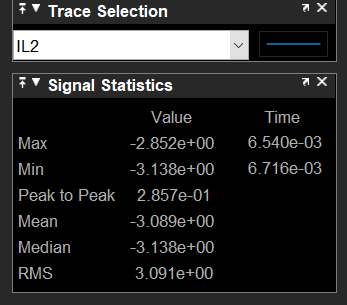 Trace Selection
IL2
Signal Statistics
Value Time
Max -2.852e+00 6.540e-03
Min -3.138e+00 6.716e-03
Peak to Peak 2.857e-01
Mean -3.089e+00
Median -3.138e+00
RMS 3.091e+00